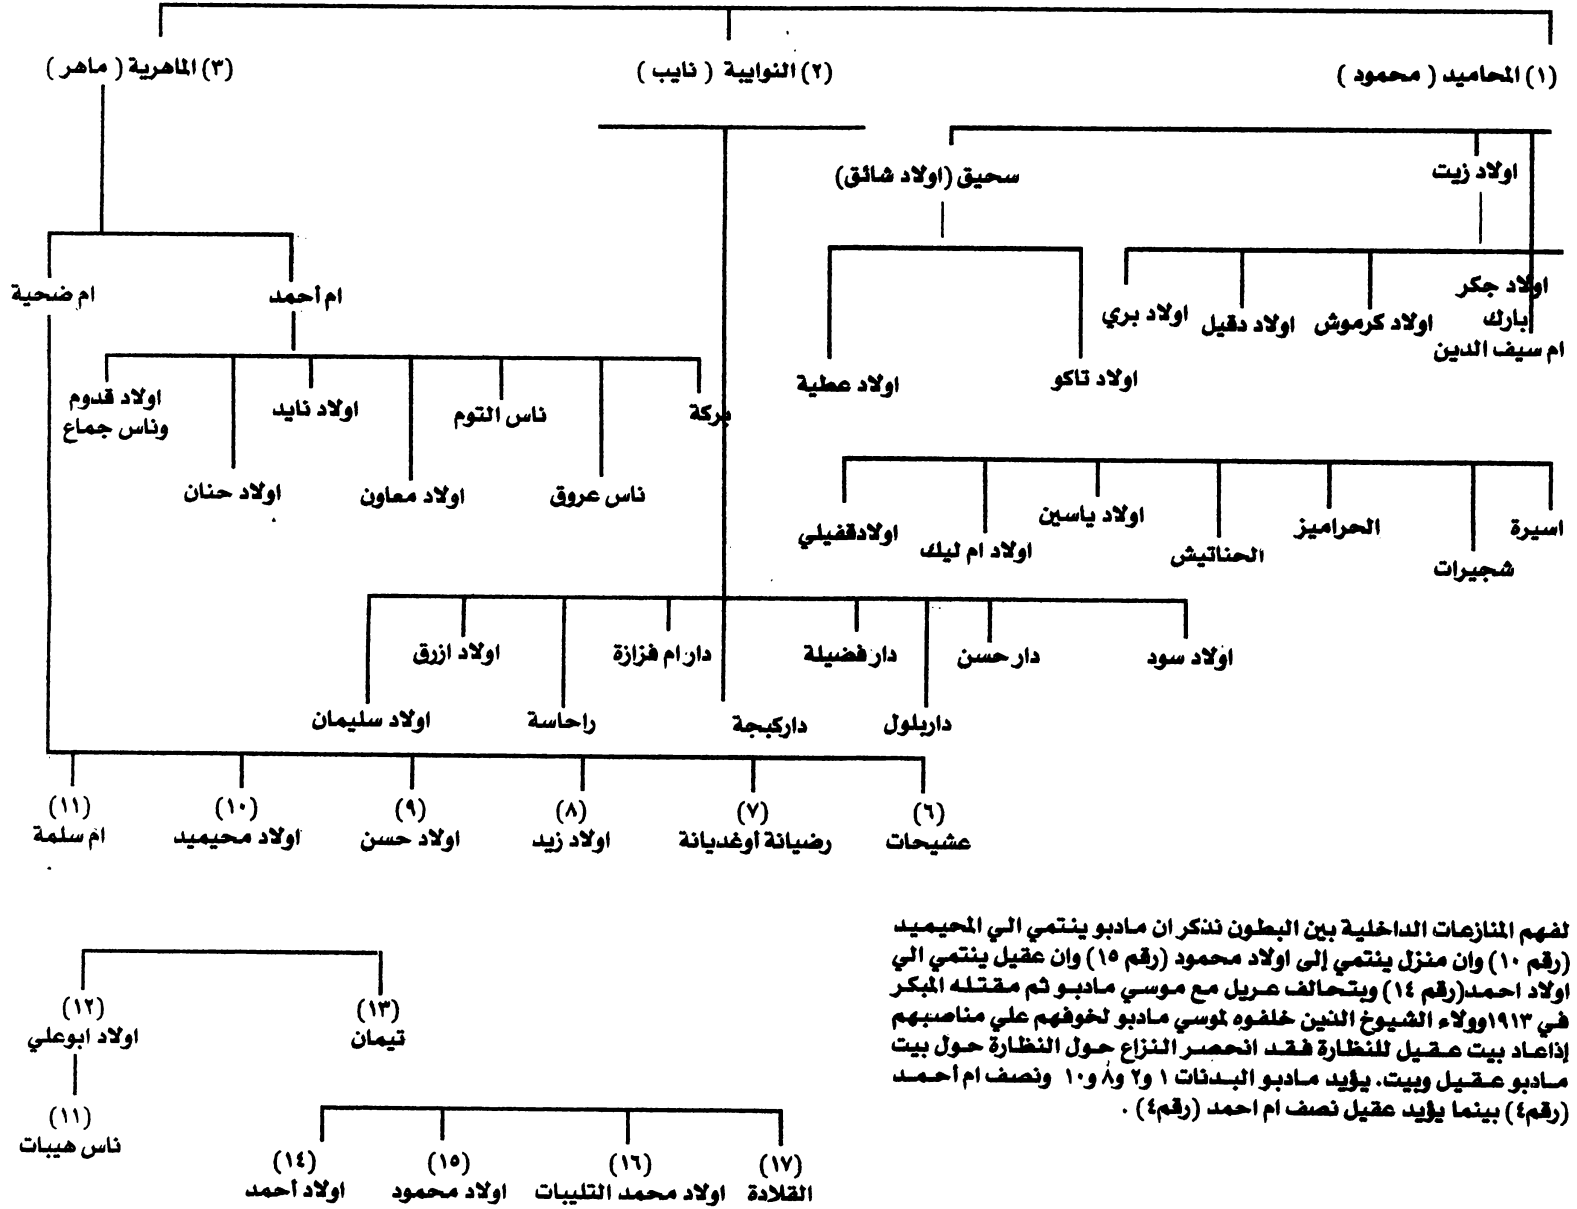 (١) المحاميد ( محمود )
(٢) النوايبة ( نايب )
(٣) الماهرية ( ماهر )
اولاد زيت
سحيق (اولاد شائق)
اولاد جكر
بارك
ام سيف الدين
اولاد كرموش
اولاد دقيل
اولاد بري
اولاد تاكو
اولاد عطية
ام أحمد
ام ضحية
بركة
ناس عروق
ناس التوم
اولاد معاون
اولاد نايد
اولاد حنان
اولاد قدوم
وناس جماع
اسيرة
شجيرات
الحراميز
الحناتيش
اولاد ياسين
اولاد ام ليك
اولادقفيلي
اولاد سود
دار حسن
داربلول
دار فضيلة
داركبجة
دار ام فزازة
راحاسة
اولاد ازرق
اولاد سليمان
(٦)
عشيحات
(٧)
رضيانة أوغديانة
(٨)
اولاد زيد
(٩)
اولاد حسن
(١٠)
اولاد محيميد
(١١)
ام سلمة
لفهم المنازعات الداخلية بين البطون نذكر ان مادبو ينتمي الي المحيميد
(رقم ١٠) وان منزل ينتمي إلى اولاد محمود (رقم ١٥) وان عقيل ينتمي الي
اولاد احمد(رقم ١٤) وبتحالف عريل مع موسي مادبو ثم مقتله المبكر
في ١٩١٣وولاء الشيوخ الذين خلفوه لموسي مادبو لخوفهم علي مناصبهم
إذاعاد بيت عقيل للنظارة فقد انحصر النزاع حول النظارة حول بيت
مادبو عقيل وبيت. يؤيد مادبو البدنات ١ و٢ و٨ و١٠ ونصف ام أحمد
(رقم٤) بينما يؤيد عقيل نصف ام احمد (رقم٤) .
(١٣)
تيمان
(١٢)
اولاد ابوعلي
(١١)
ناس هيبات
(١٧)
القلادة
(١٦)
اولاد محمد التليبات
(١٥)
اولاد محمود
(١٤)
اولاد أحمد